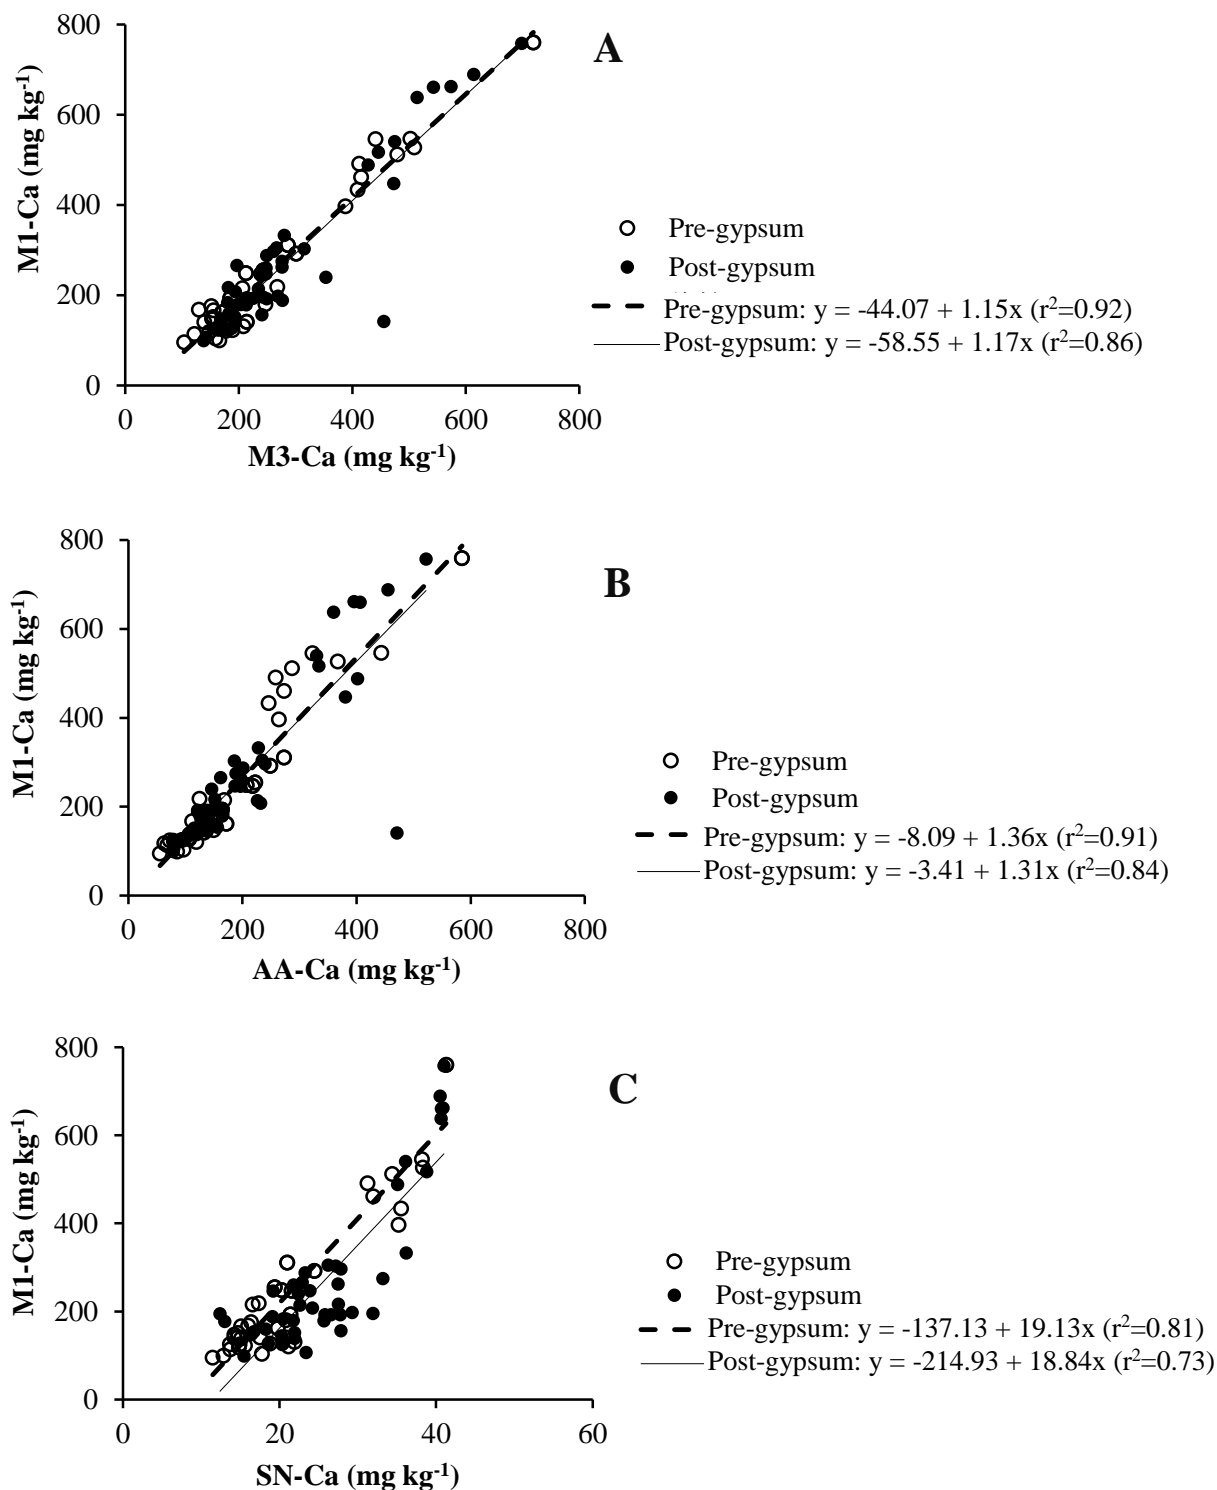 800
600
400
200
0
M1-Ca (mg kg-1)
0 200 400 600 800
M3-Ca (mg kg-1)
A
Pre-gypsum
Post-gypsum
Pre-gypsum: y = -44.07 + 1.15x (r2=0.92)
Post-gypsum: y = -58.55 + 1.17x (r2=0.86)
800
600
400
200
0
M1-Ca (mg kg-1)
0 200 400 600 800
AA-Ca (mg kg-1)
B
Pre-gypsum
Post-gypsum
Pre-gypsum: y = -8.09 + 1.36x (r2=0.91)
Post-gypsum: y = -3.41 + 1.31x (r2=0.84)
800
600
400
200
0
M1-Ca (mg kg-1)
0 20 40 60
SN-Ca (mg kg-1)
C
Pre-gypsum
Post-gypsum
Pre-gypsum: y = -137.13 + 19.13x (r2=0.81)
Post-gypsum: y = -214.93 + 18.84x (r2=0.73)